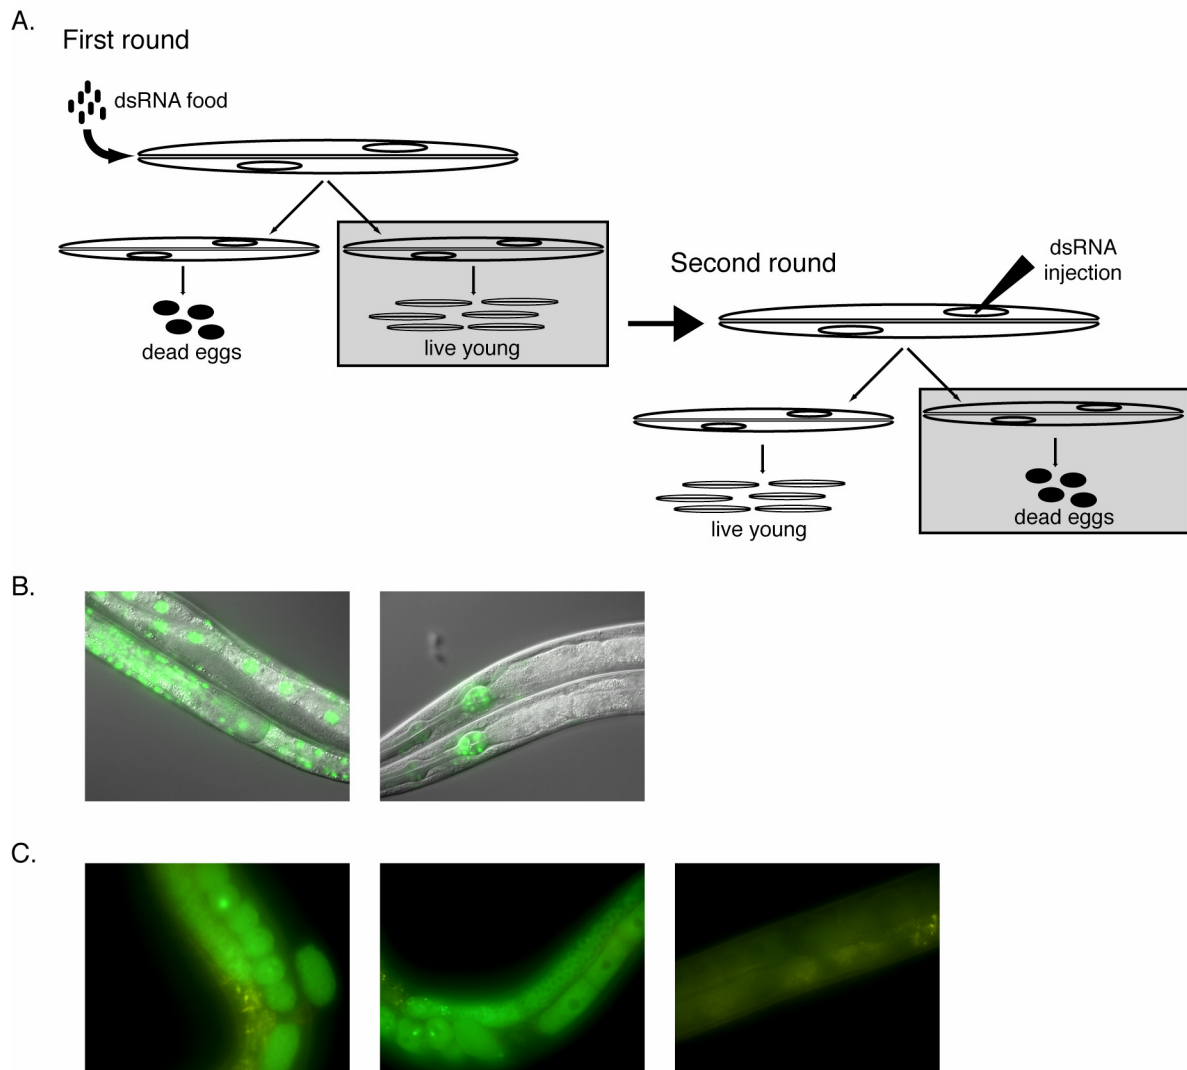 A.
First round
dsRNA food
dead eggs
live young
Second round
dsRNA
injection
live young
dead eggs
B.
C.